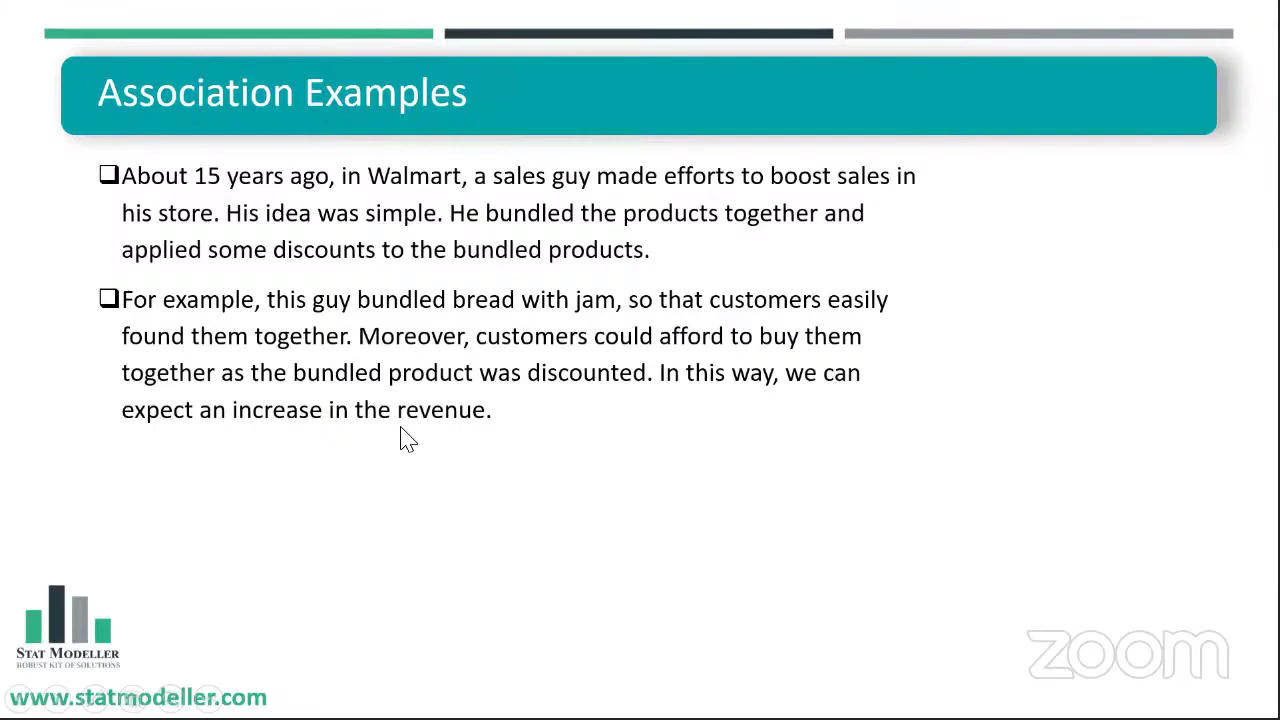 Association Examples
❑About 15 years ago, in Walmart, a sales guy made efforts to boost sales in
his store. His idea was simple. He bundled the products together and
applied some discounts to the bundled products.
❑For example, this guy bundled bread with jam, so that customers easily
found them together. Moreover, customers could afford to buy them
together as the bundled product was discounted. In this way, we can
expect an increase in the revenue.
STAT MODELLER
ROBUST KIT OF SOLUTIONS
zoom
www.statmodeller.com